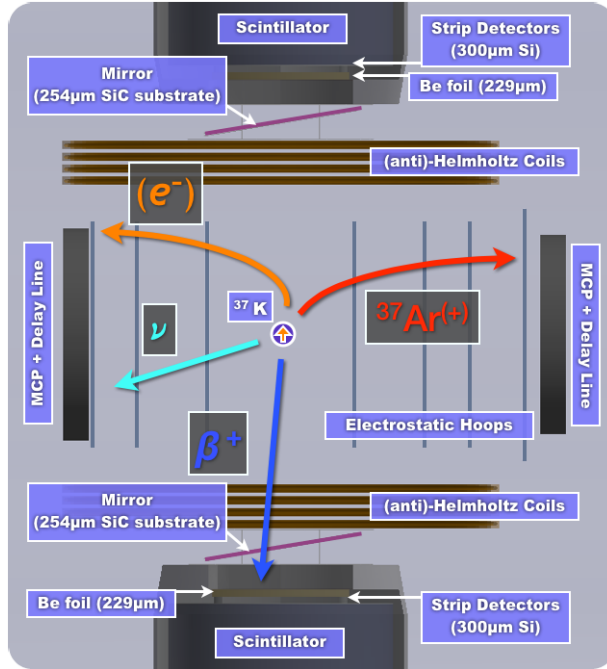 Scintillator
Strip Detectors
(300μm Si)
Mirror
(254μm SiC substrate)
Be foil (229μm)
(anti)-Helmholtz Coils
(e⁻)
MCP + Delay Line
³⁷K
³⁷Ar⁽⁺⁾
MCP + Delay Line
ν
β⁺
Electrostatic Hoops
Mirror
(254μm SiC substrate)
(anti)-Helmholtz Coils
Be foil (229μm)
Strip Detectors
(300μm Si)
Scintillator